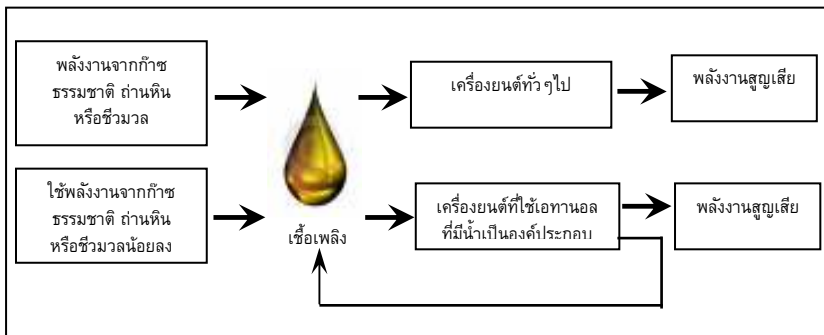 พลังงานจากก๊าซ
ธรรมชาติ ถ่านหิน
หรือชีวมวล
เครื่องยนต์ทั่วๆไป
พลังงานสูญเสีย
ใช้พลังงานจากก๊าซ
ธรรมชาติ ถ่านหิน
หรือชีวมวลน้อยลง
เชื้อเพลิง
เครื่องยนต์ที่ใช้เอทานอล
ที่มีน้ำเป็นองค์ประกอบ
พลังงานสูญเสีย